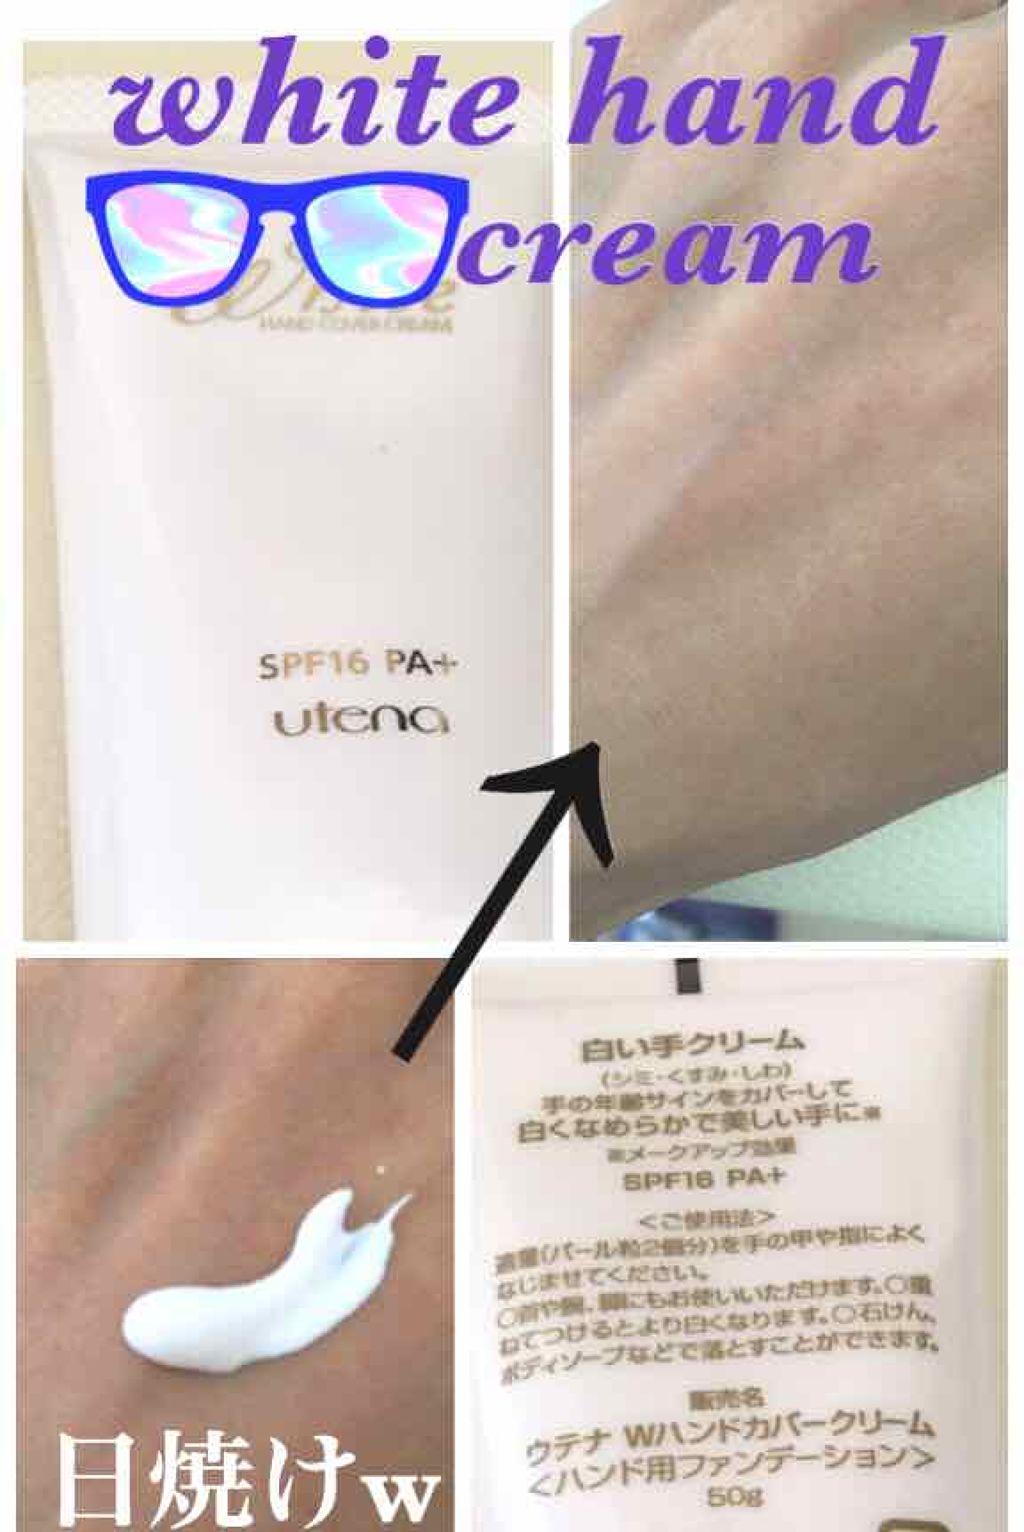 white hand
cream
HAND COVER CREAM
SPF16 PA+
utena
日焼けw
白い手クリーム
(シミ・くすみ・しわ)
手の年齢サインをカバーして
白くなめらかで美しい手に※
※メークアップ効果
SPF16 PA+
<ご使用法>
適量(パール粒2個分)を手の甲や指によく
なじませてください。
○首や腕、脚にもお使いいただけます。○重
ねてつけるとより白くなります。○石けん、
ボディソープなどで落とすことができます。
販売名
ウテナ Wハンドカバークリーム
<ハンド用ファンデーション>
50g